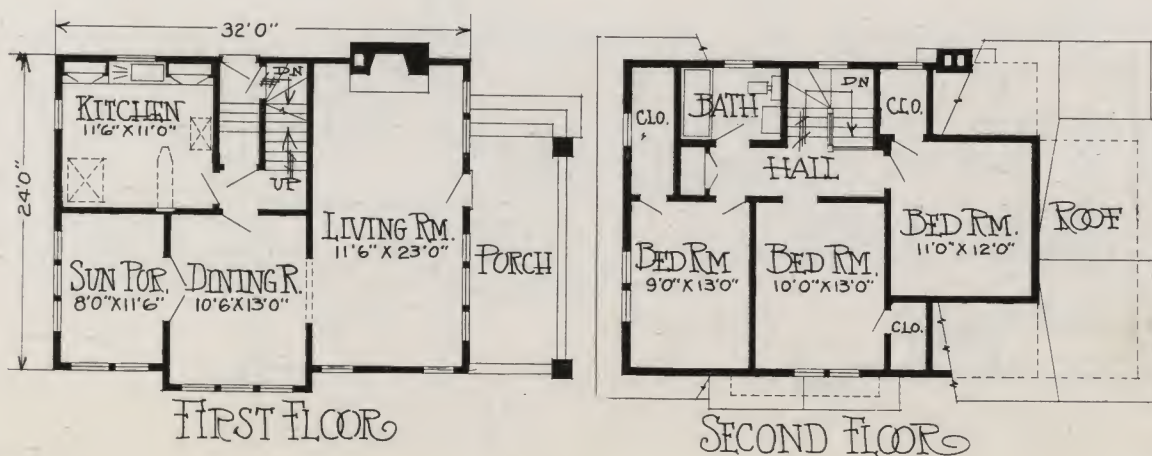 32'0"
24'0"
KITCHEN
11'6"X11'0"
DN
UP
LIVING RM.
11'6"X23'0"
SUN POR.
8'0"X11'6"
DINING R.
10'6X13'0"
PORCH
FIRST FLOOR
CLO.
BATH
DN
CLO.
HALL
BED RM.
11'0"X12'0"
ROOF
BED RM
9'0"X13'0"
BED RM.
10'0"X13'0"
CLO.
SECOND FLOOR